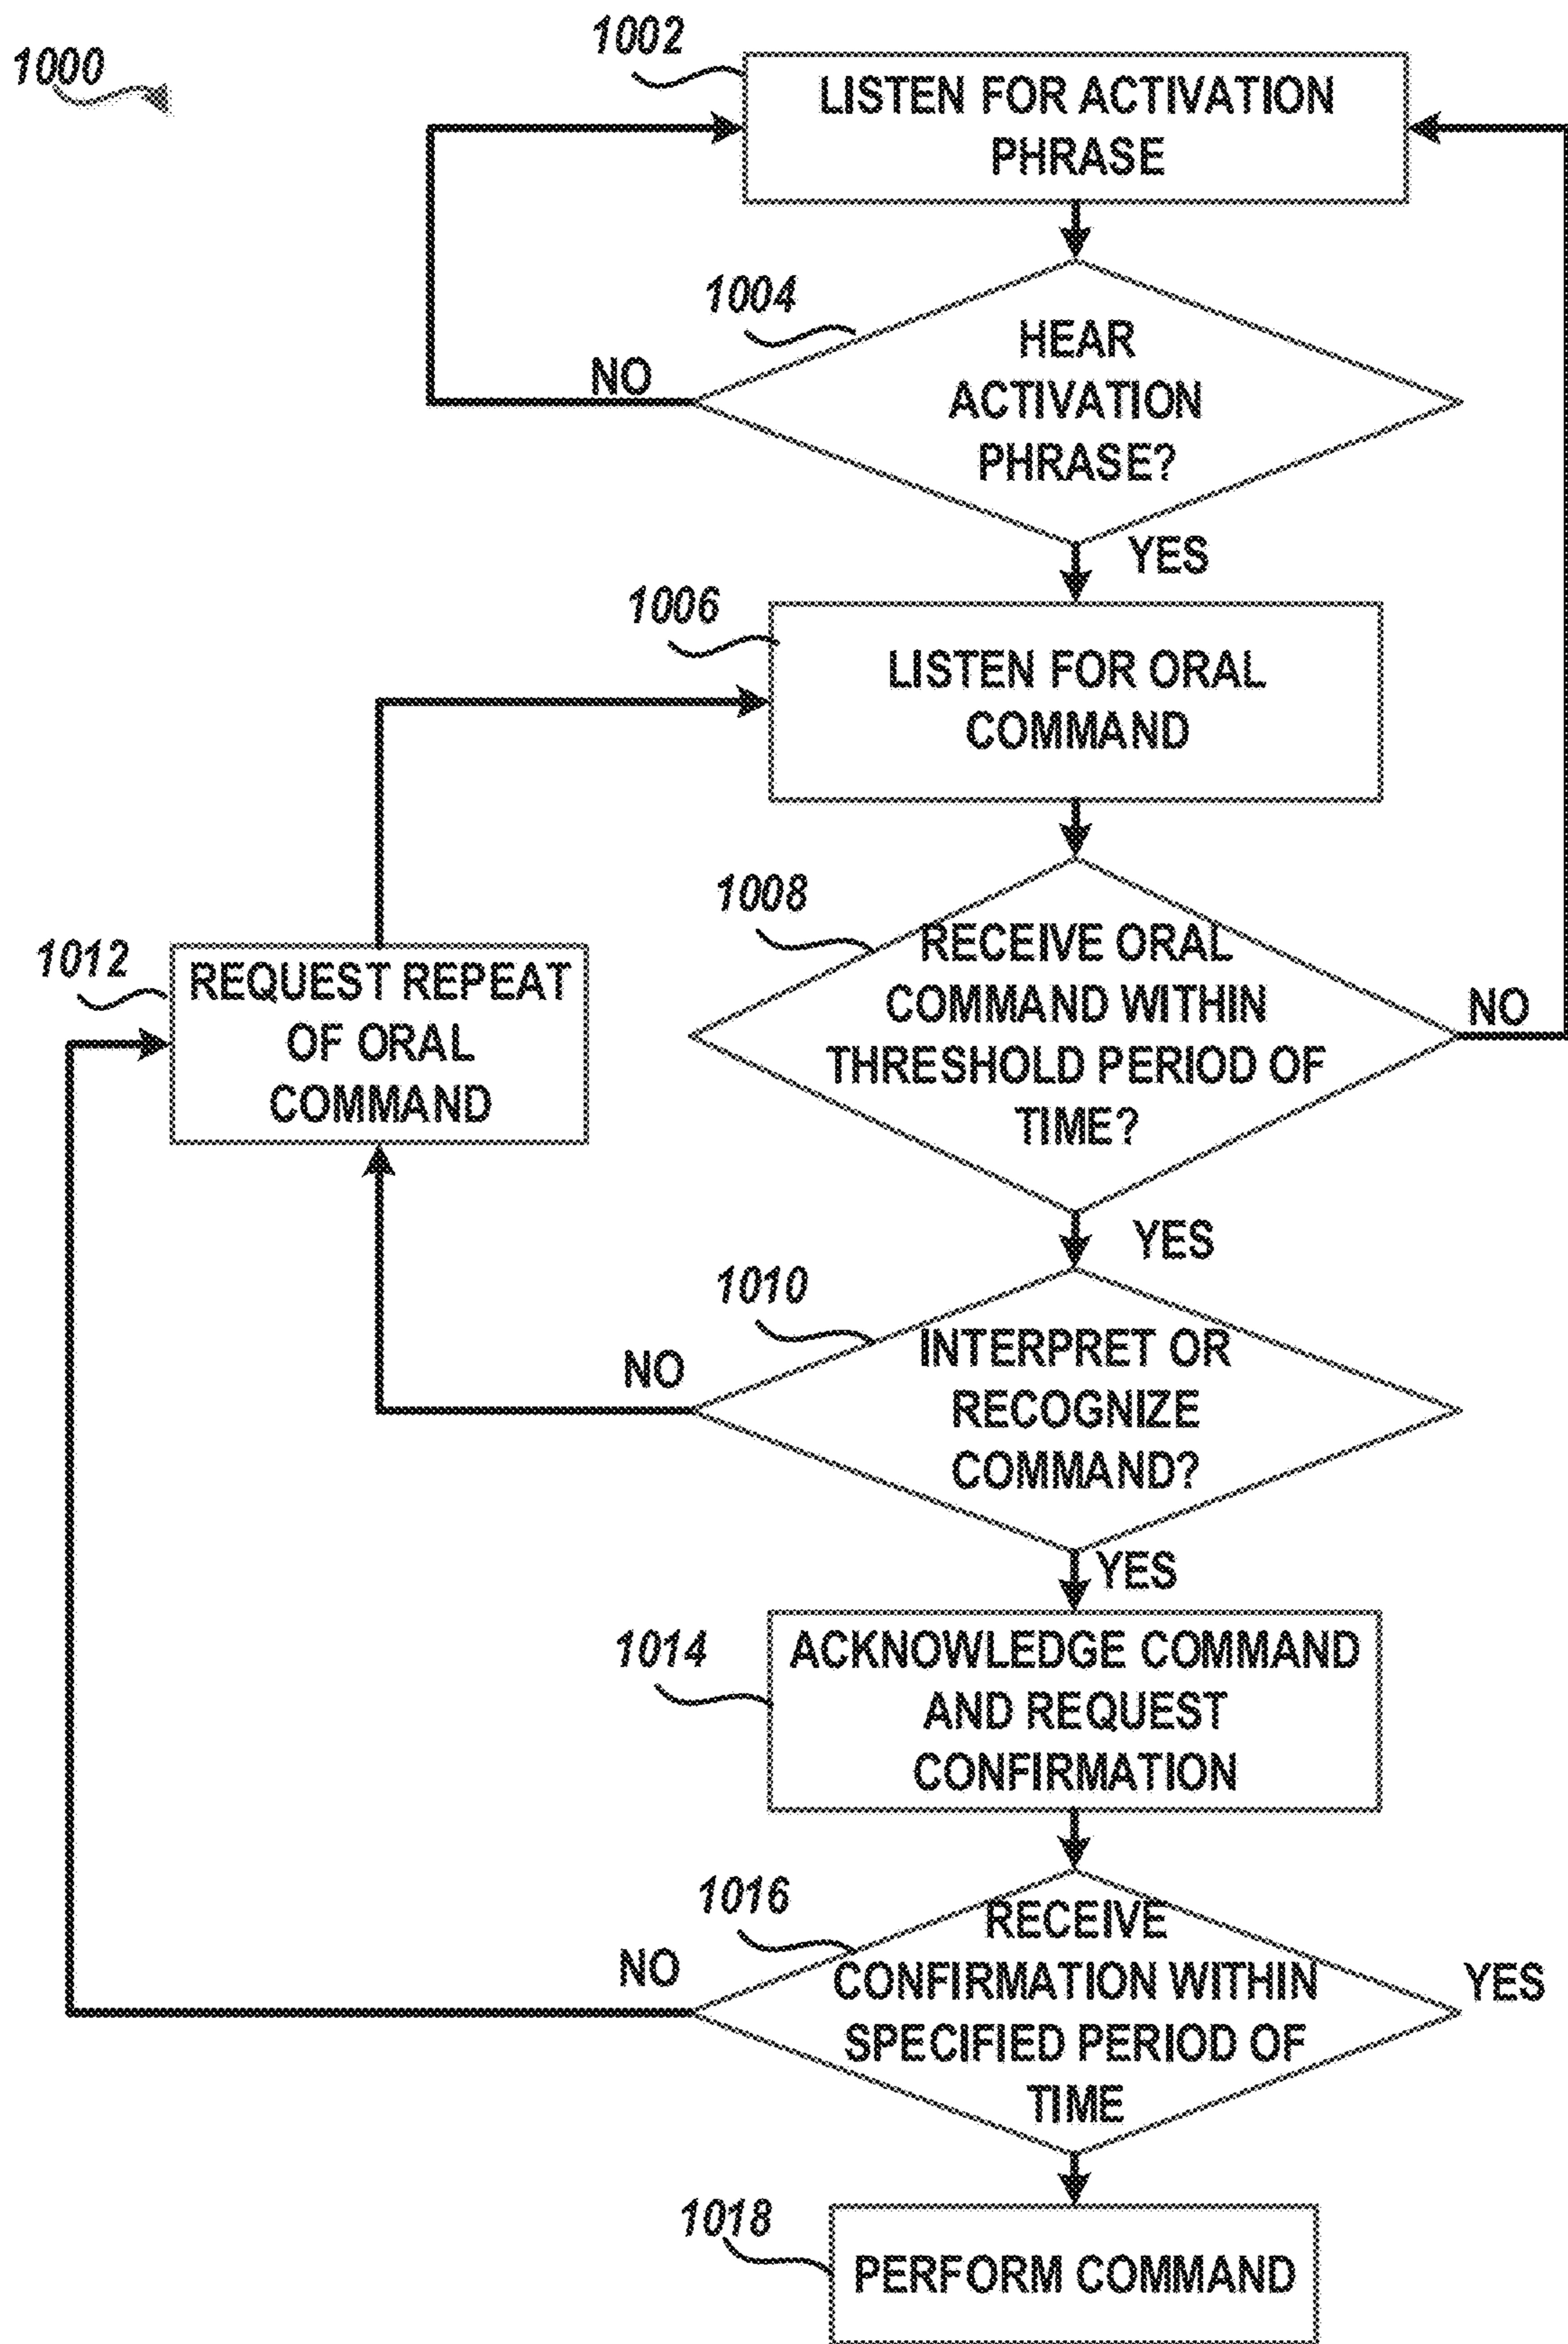 1000
1002
LISTEN FOR ACTIVATION
PHRASE
1004
HEAR
ACTIVATION
PHRASE?
NO
YES
1006
LISTEN FOR ORAL
COMMAND
1008
RECEIVE ORAL
COMMAND WITHIN
THRESHOLD PERIOD OF
TIME?
NO
1012
REQUEST REPEAT
OF ORAL
COMMAND
YES
1010
INTERPRET OR
RECOGNIZE
COMMAND?
NO
YES
1014
ACKNOWLEDGE COMMAND
AND REQUEST
CONFIRMATION
1016
RECEIVE
CONFIRMATION WITHIN
SPECIFIED PERIOD OF
TIME
NO
YES
1018
PERFORM COMMAND